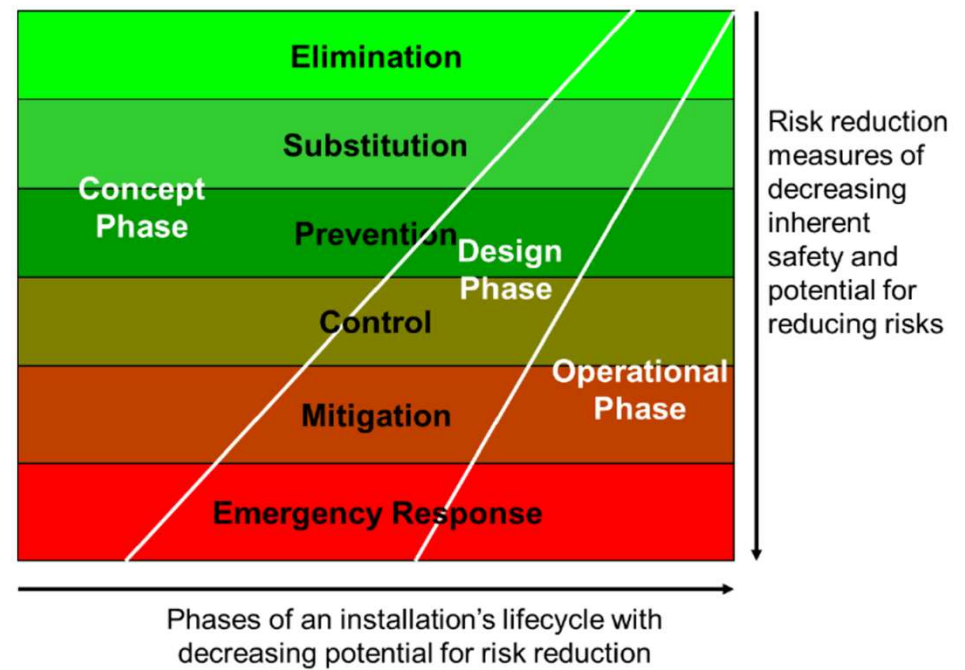 Elimination
Substitution
Concept
Phase
Prevention
Design
Phase
Control
Operational
Phase
Mitigation
Emergency Response
Risk reduction
measures of
decreasing
inherent
safety and
potential for
reducing risks
Phases of an installation’s lifecycle with
decreasing potential for risk reduction